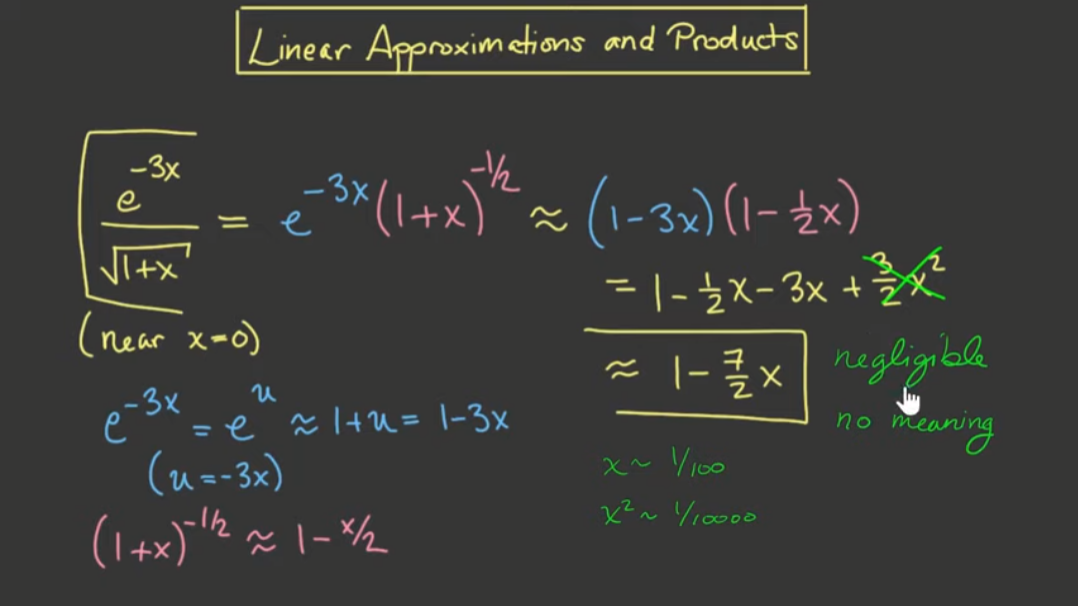 Linear Approximations and Products
e^{-3x}/√(1+x) = e^{-3x}(1+x)^{-1/2} ≈ (1-3x)(1-½x)
= 1 - ½x - 3x + 3/2 x²
(near x=0)
≈ 1 - 7/2 x
negligible
no meaning
e^{-3x} = e^u ≈ 1+u = 1-3x
(u=-3x)
x ~ 1/100
x² ~ 1/10000
(1+x)^{-1/2} ≈ 1 - x/2